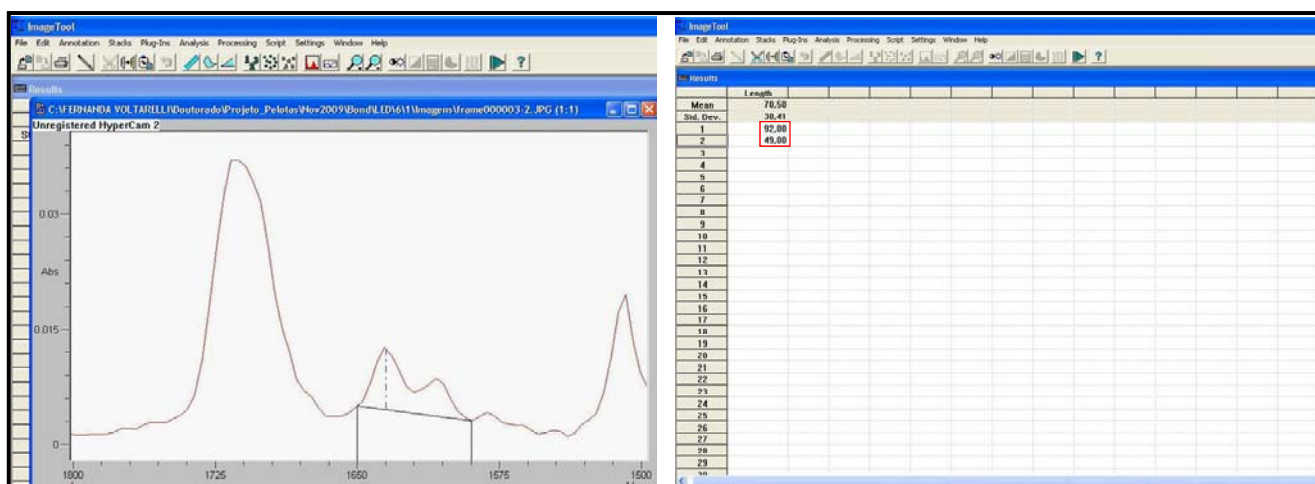 ImageTool
File Edit Annotation Stacks Plug-Ins Analysis Processing Script Settings Window Help
Results
C:\FERNANDA VOLTARELLI\Doutorado\Projeto_Pelotas\Nov2009\Bond\LED\6\1\Imagens\frame000003-2.JPG (1:1)
Unregistered HyperCam 2
0.03
Abs
0.015
0
1800 1725 1650 1575 1500
ImageTool
File Edit Annotation Stacks Plug-Ins Analysis Processing Script Settings Window Help
Results
Length
Mean 70,50
Std. Dev. 30,41
1 92,00
2 49,00
3
4
5
6
7
8
9
10
11
12
13
14
15
16
17
18
19
20
21
22
23
24
25
26
27
28
29
30